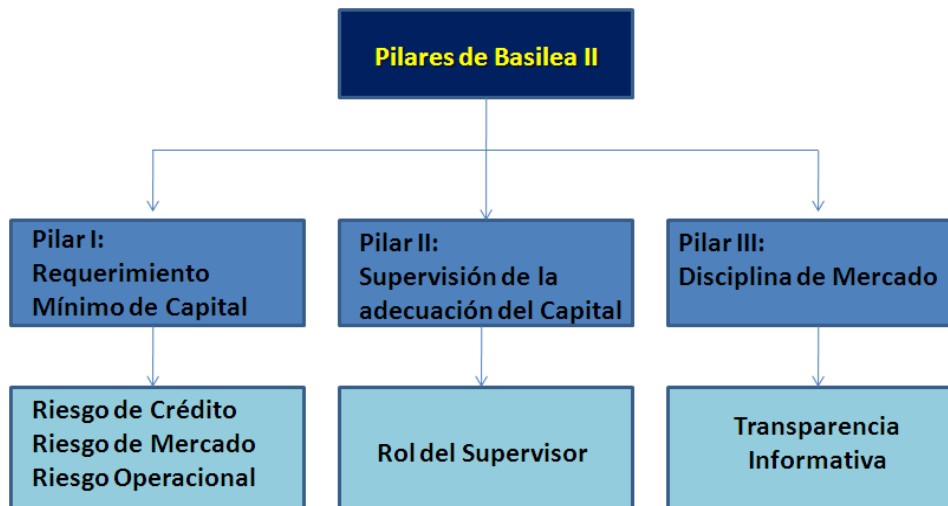 Pilares de Basilea II
Pilar I:
Requerimiento
Mínimo de Capital
Pilar II:
Supervisión de la
adecuación del Capital
Pilar III:
Disciplina de Mercado
Riesgo de Crédito
Riesgo de Mercado
Riesgo Operacional
Rol del Supervisor
Transparencia
Informativa